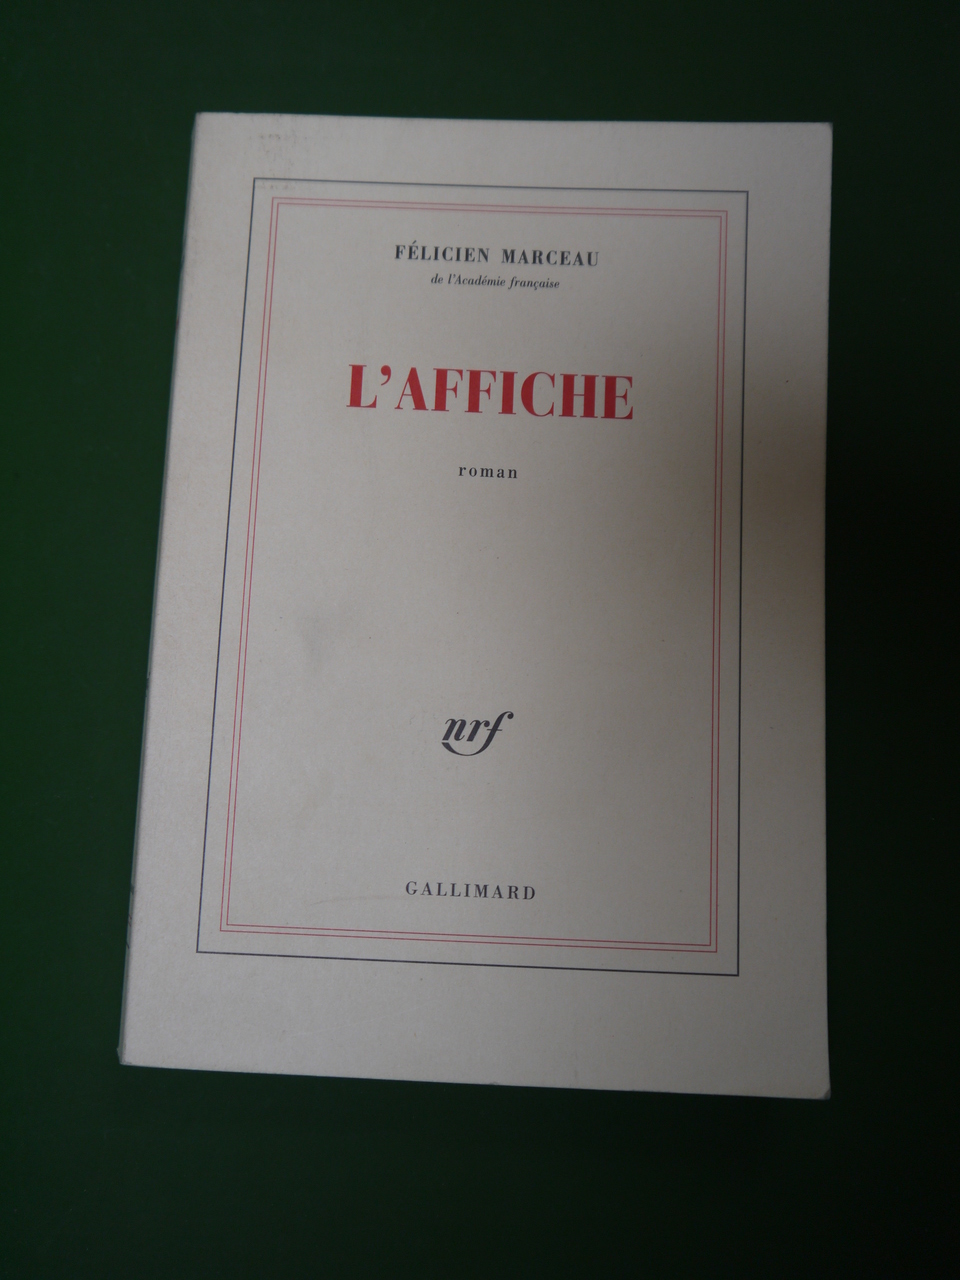 FÉLICIEN MARCEAU
de l'Académie française
L'AFFICHE
roman
nrf
GALLIMARD